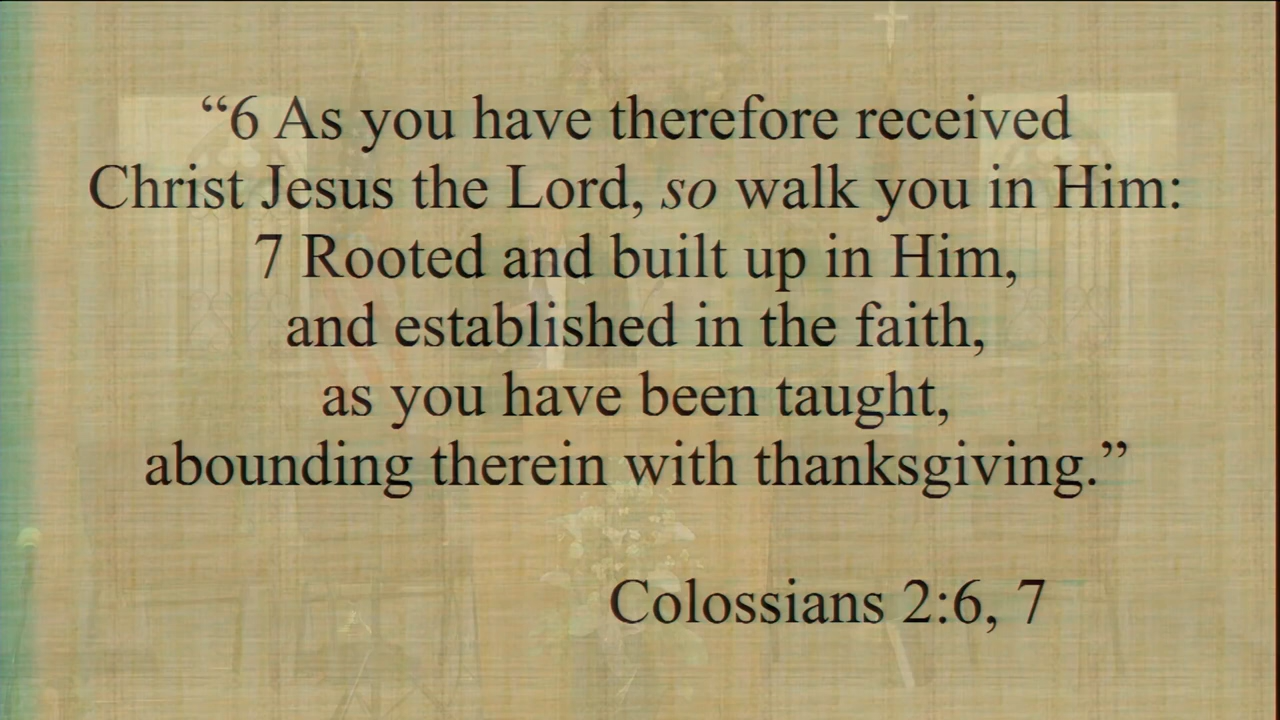 “6 As you have therefore received
Christ Jesus the Lord, so walk you in Him:
7 Rooted and built up in Him,
and established in the faith,
as you have been taught,
abounding therein with thanksgiving.”
Colossians 2:6, 7